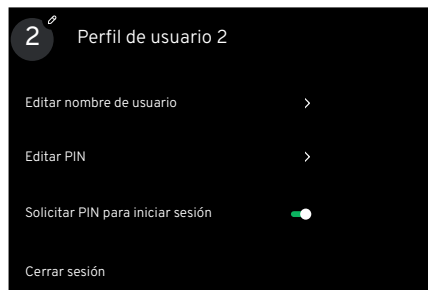 2
Perfil de usuario 2
Editar nombre de usuario
Editar PIN
Solicitar PIN para iniciar sesión
Cerrar sesión